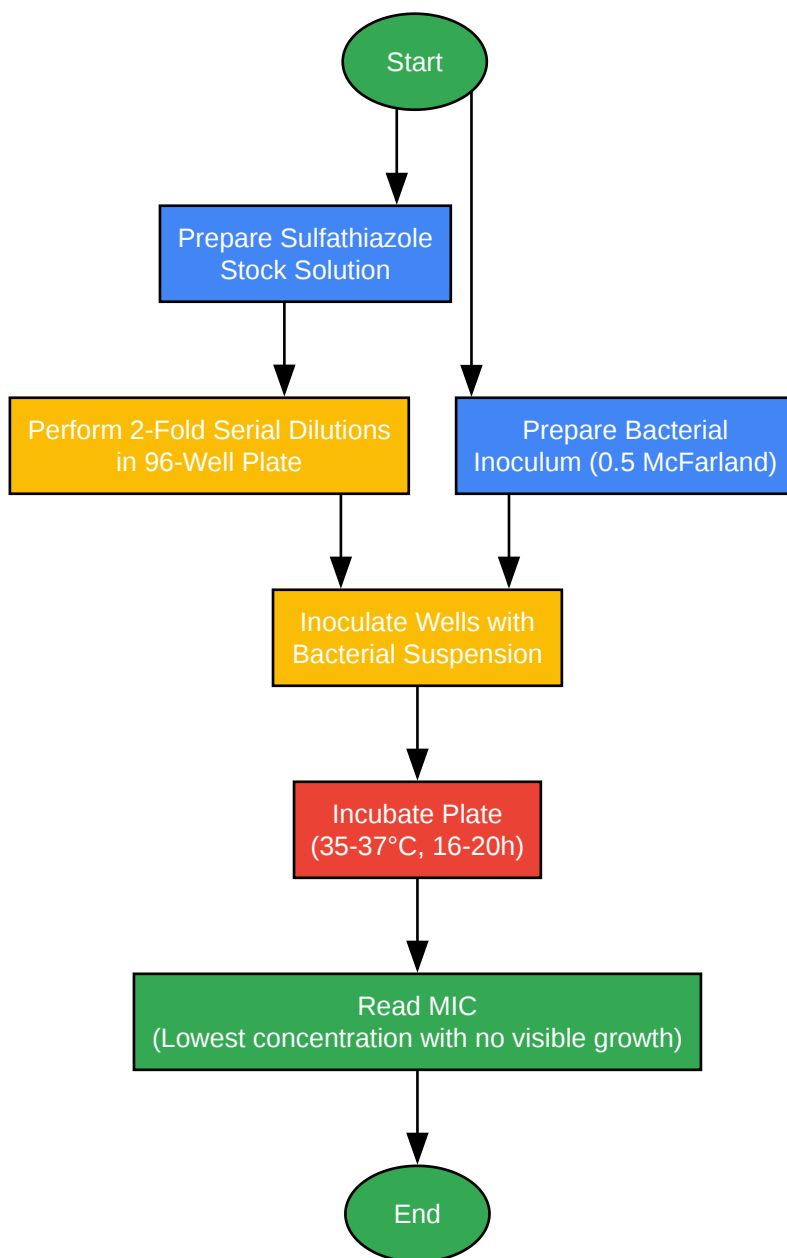 Start
Prepare Sulfathiazole
Stock Solution
Perform 2-Fold Serial Dilutions
in 96-Well Plate
Prepare Bacterial
Inoculum (0.5 McFarland)
Inoculate Wells with
Bacterial Suspension
Incubate Plate
(35-37°C, 16-20h)
Read MIC
(Lowest concentration with no visible growth)
End